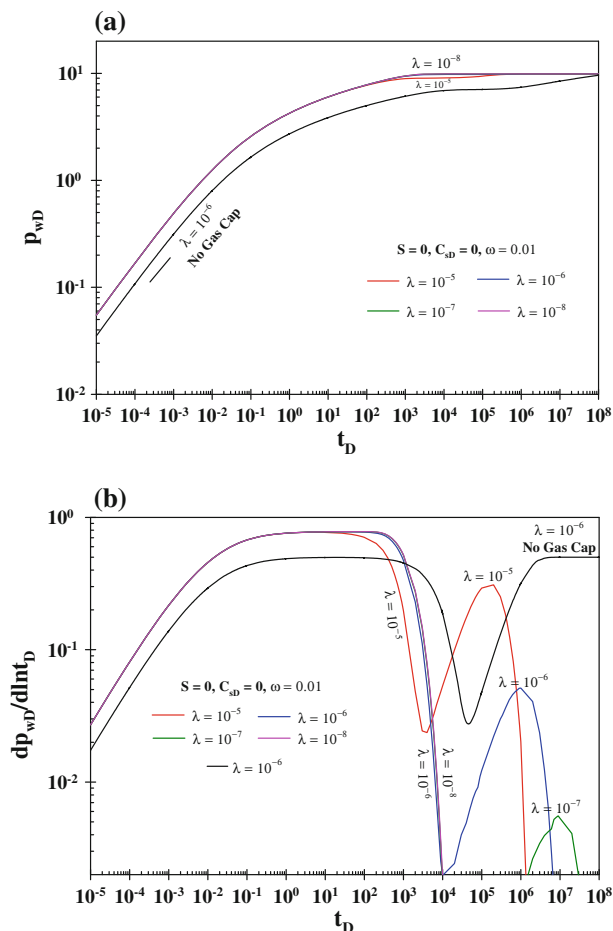 (a)
10²
10¹
10⁰
10⁻¹
10⁻²
p_wD
λ = 10⁻⁸
λ = 10⁻⁵
λ = 10⁻⁶
No Gas Cap
S = 0, C_sD = 0, ω = 0.01
λ = 10⁻⁵ λ = 10⁻⁶
λ = 10⁻⁷ λ = 10⁻⁸
10⁻⁵ 10⁻⁴ 10⁻³ 10⁻² 10⁻¹ 10⁰ 10¹ 10² 10³ 10⁴ 10⁵ 10⁶ 10⁷ 10⁸
t_D
(b)
10⁰
10⁻¹
10⁻²
dp_wD/dlnt_D
λ = 10⁻⁶
No Gas Cap
λ = 10⁻⁵
λ = 10⁻⁵
λ = 10⁻⁶
λ = 10⁻⁶
λ = 10⁻⁸
λ = 10⁻⁷
S = 0, C_sD = 0, ω = 0.01
λ = 10⁻⁵ λ = 10⁻⁶
λ = 10⁻⁷ λ = 10⁻⁸
λ = 10⁻⁶
10⁻⁵ 10⁻⁴ 10⁻³ 10⁻² 10⁻¹ 10⁰ 10¹ 10² 10³ 10⁴ 10⁵ 10⁶ 10⁷ 10⁸
t_D